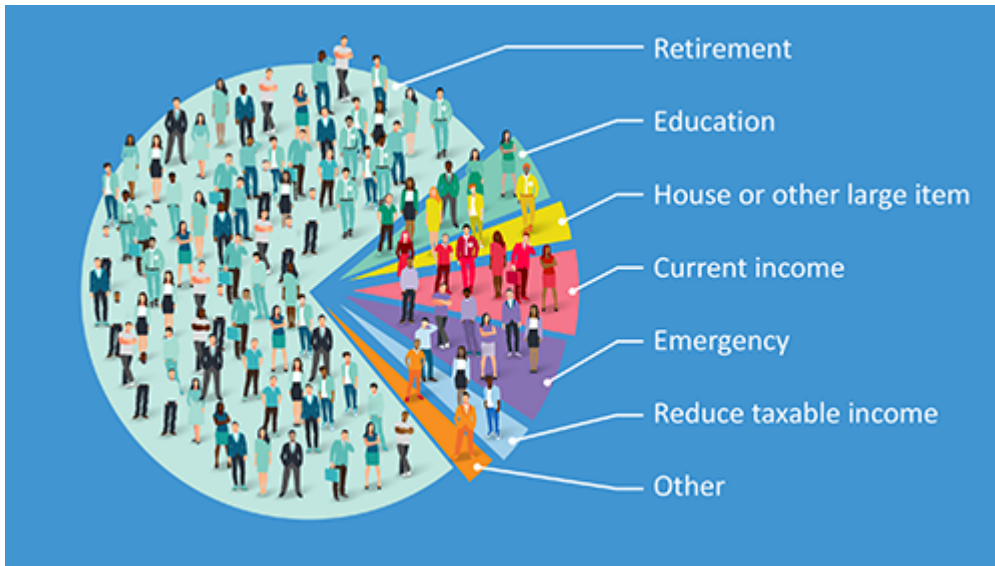 Retirement
Education
House or other large item
Current income
Emergency
Reduce taxable income
Other